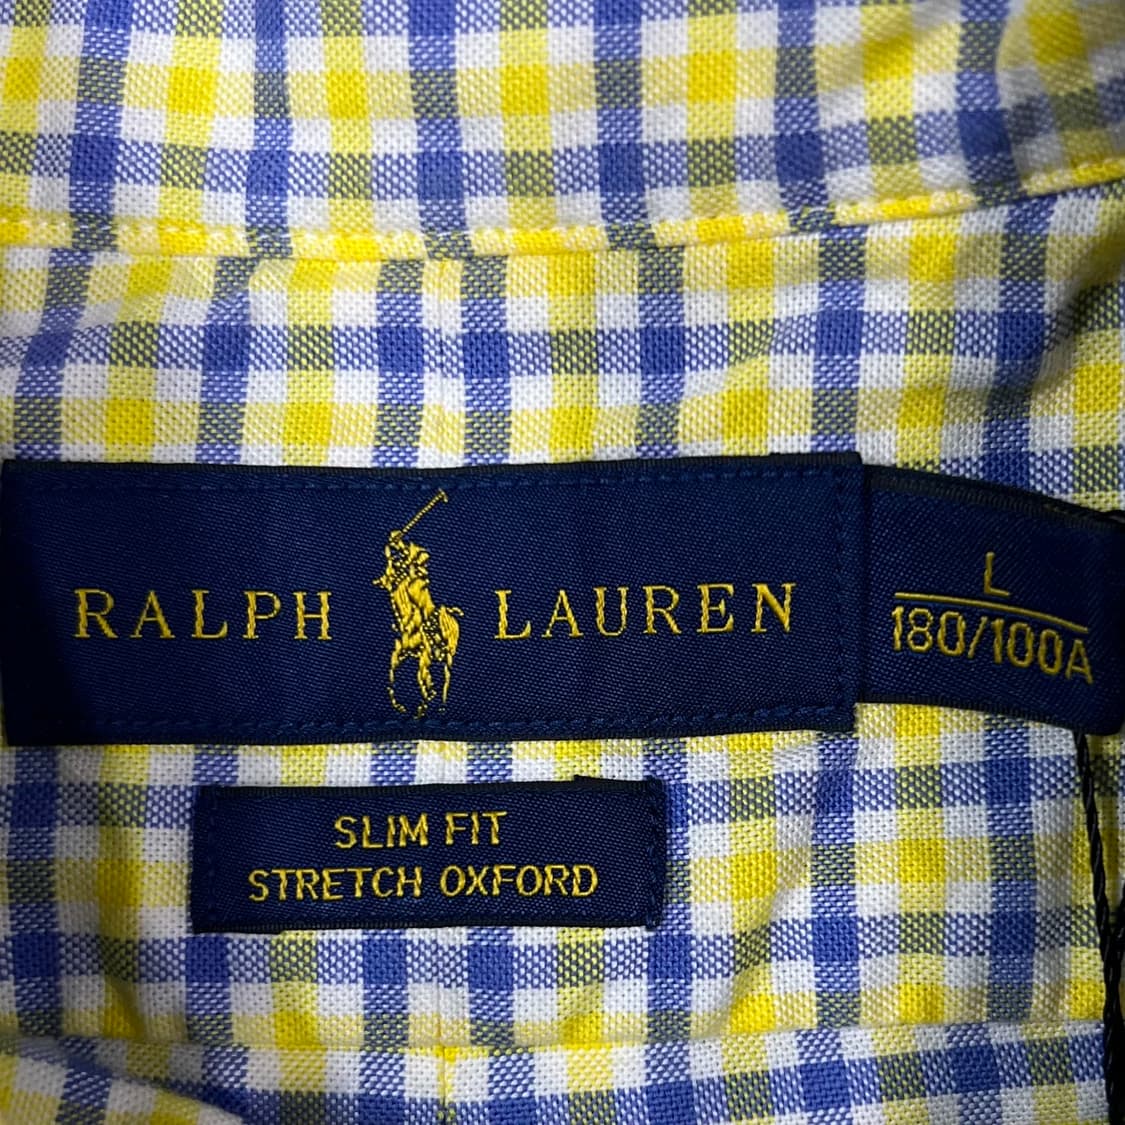 RALPH LAUREN
L
180/100A
SLIM FIT
STRETCH OXFORD